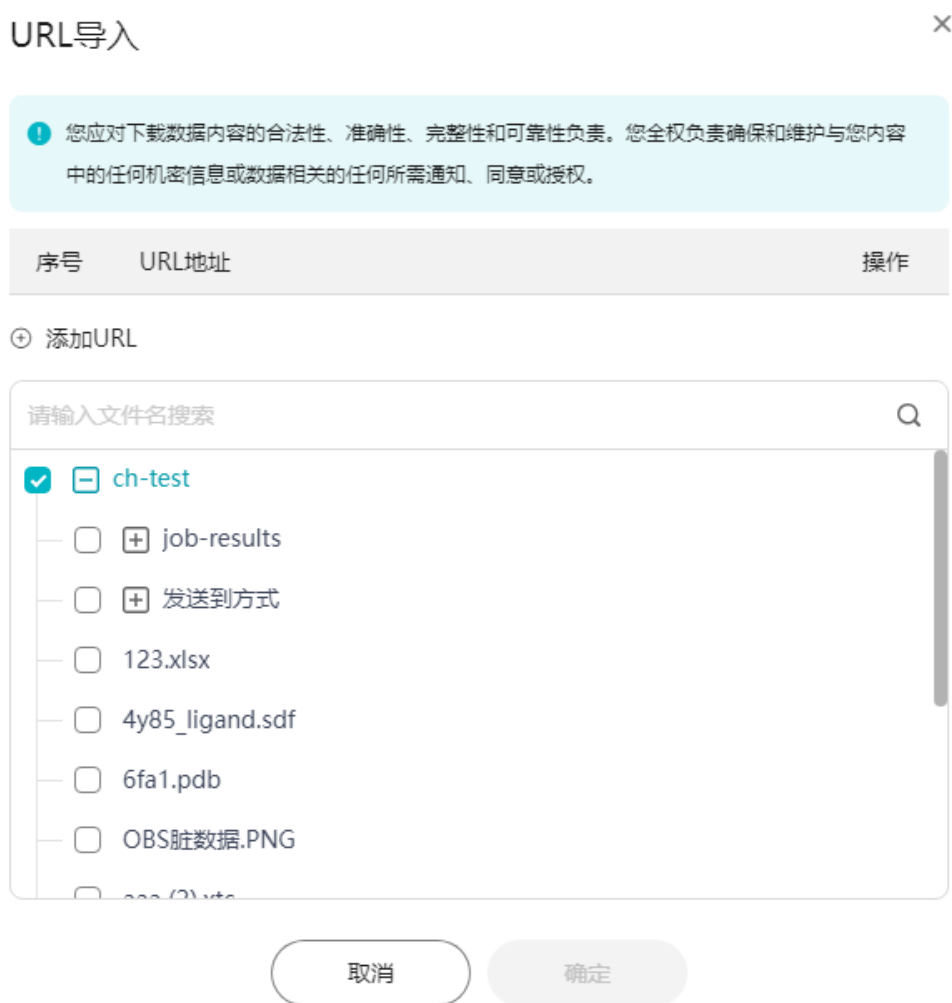 URL导入
您应对下载数据内容的合法性、准确性、完整性和可靠性负责。您全权负责确保和维护与您内容
中的任何机密信息或数据相关的任何所需通知、同意或授权。
序号 URL地址 操作
添加URL
请输入文件名搜索
ch-test
job-results
发送到方式
123.xlsx
4y85_ligand.sdf
6fa1.pdb
OBS脏数据.PNG
取消 确定